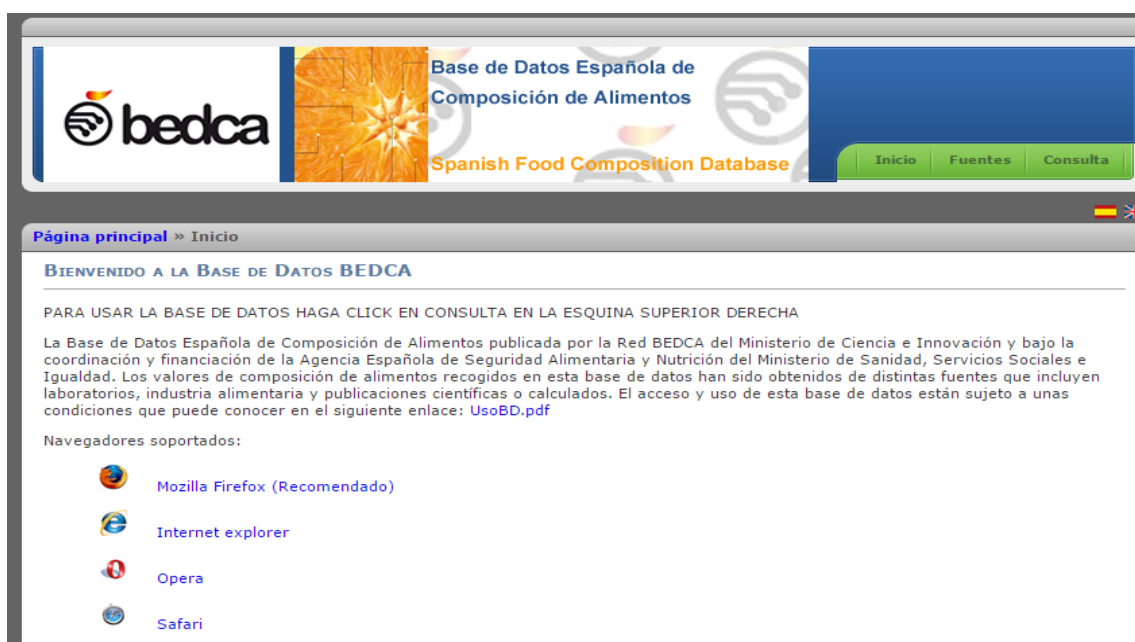 bedca
Base de Datos Española de
Composición de Alimentos
Spanish Food Composition Database
Inicio
Fuentes
Consulta
Página principal » Inicio
BIENVENIDO A LA BASE DE DATOS BEDCA
PARA USAR LA BASE DE DATOS HAGA CLICK EN CONSULTA EN LA ESQUINA SUPERIOR DERECHA
La Base de Datos Española de Composición de Alimentos publicada por la Red BEDCA del Ministerio de Ciencia e Innovación y bajo la
coordinación y financiación de la Agencia Española de Seguridad Alimentaria y Nutrición del Ministerio de Sanidad, Servicios Sociales e
Igualdad. Los valores de composición de alimentos recogidos en esta base de datos han sido obtenidos de distintas fuentes que incluyen
laboratorios, industria alimentaria y publicaciones científicas o calculados. El acceso y uso de esta base de datos están sujeto a unas
condiciones que puede conocer en el siguiente enlace: UsoBD.pdf
Navegadores soportados:
Mozilla Firefox (Recomendado)
Internet explorer
Opera
Safari